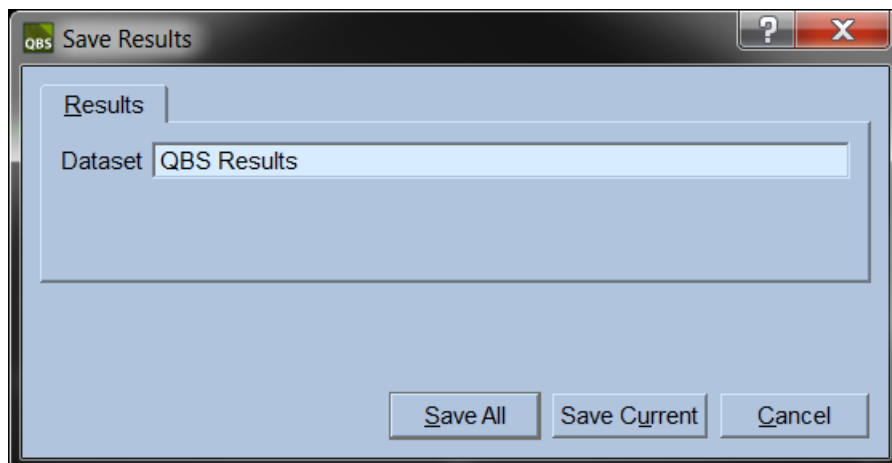 QBS Save Results
?
X
Results
Dataset QBS Results
Save All Save Current Cancel